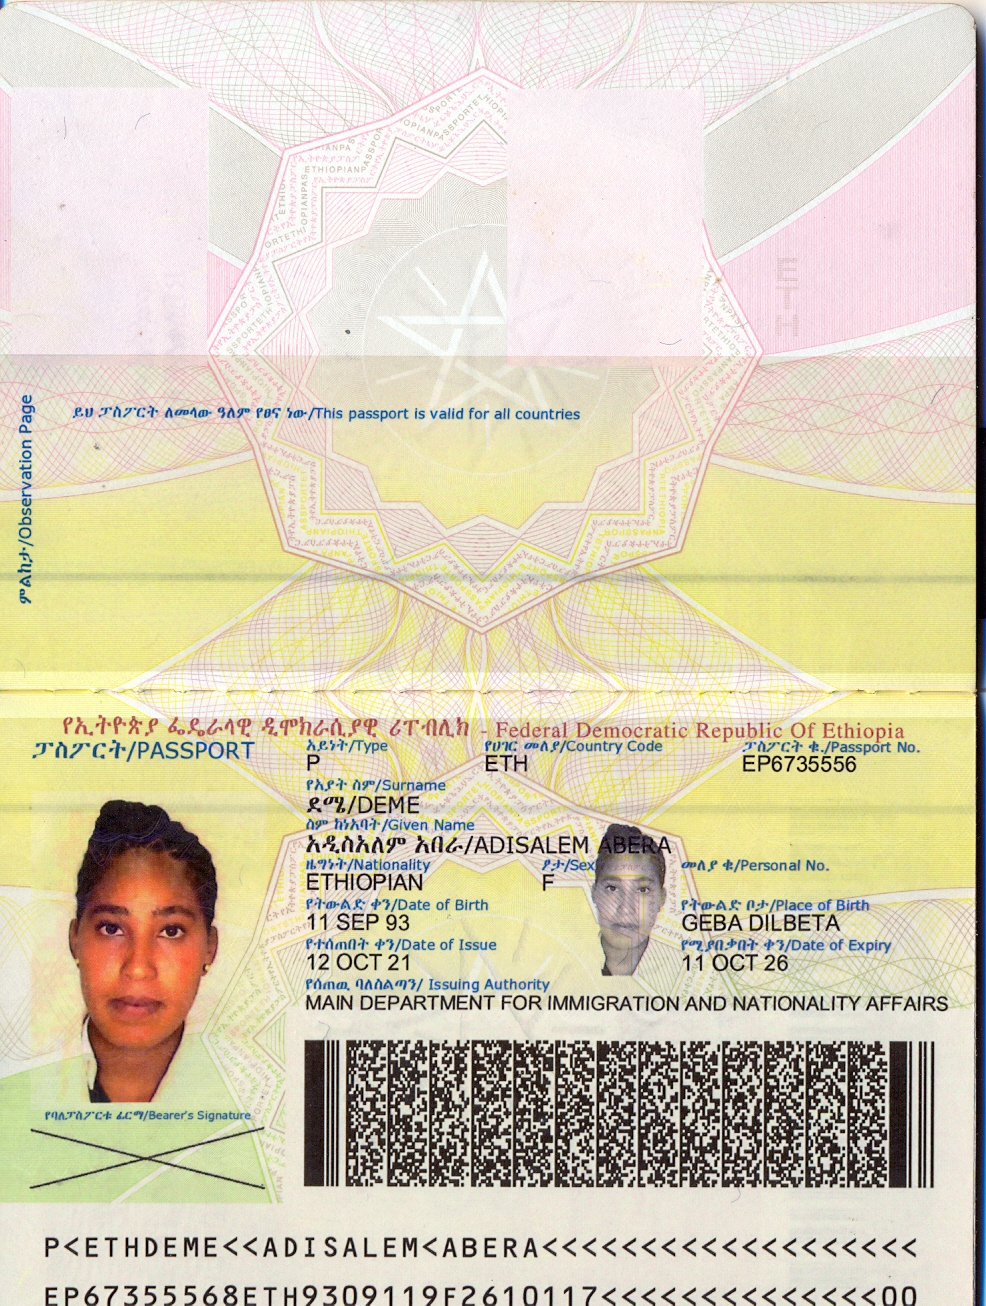 ምልከታ/Observation Page
ይህ ፓስፖርት ለመላው ዓለም የፀና ነው/This passport is valid for all countries
የኢትዮጵያ ፌዴራላዊ ዲሞክራሲያዊ ሪፐብሊክ - Federal Democratic Republic Of Ethiopia
ፓስፖርት/PASSPORT
አይነት/Type የሀገር መለያ/Country Code ፓስፖርት ቁ./Passport No.
P ETH EP6735556
የአያት ስም/Surname
ደሜ/DEME
ስም ከነአባት/Given Name
አዲስአለም አበራ/ADISALEM ABERA
ዜግነት/Nationality ፆታ/Sex መለያ ቁ/Personal No.
ETHIOPIAN F
የትውልድ ቀን/Date of Birth የትውልድ ቦታ/Place of Birth
11 SEP 93 GEBA DILBETA
የተሰጠበት ቀን/Date of Issue የሚያበቃበት ቀን/Date of Expiry
12 OCT 21 11 OCT 26
የሰጠዉ ባለስልጣን/ Issuing Authority
MAIN DEPARTMENT FOR IMMIGRATION AND NATIONALITY AFFAIRS
የባለፓስፖርቱ ፊርማ/Bearer's Signature
P<ETHDEME<<ADISALEM<ABERA<<<<<<<<<<<<<<<<<<<
EP67355568ETH9309119F2610117<<<<<<<<<<<<<<00